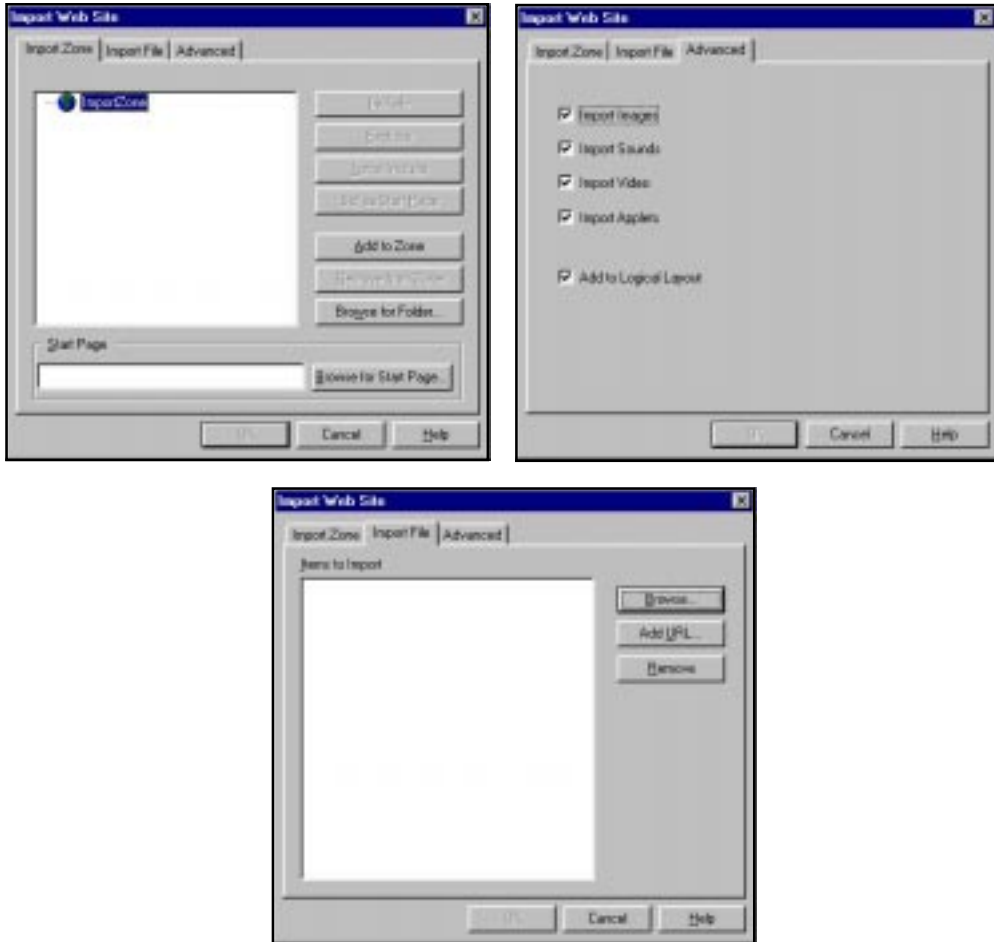 Import Web Site
Import Zone Import File Advanced
ImportZone
Add to Zone
Browse for Folder...
Start Page
Browse for Start Page...
Cancel Help
Import Web Site
Import Zone Import File Advanced
Import Images
Import Sounds
Import Video
Import Applets
Add to Logical Layout
Cancel Help
Import Web Site
Import Zone Import File Advanced
Items to Import
Browse...
Add URL...
Remove
Cancel Help